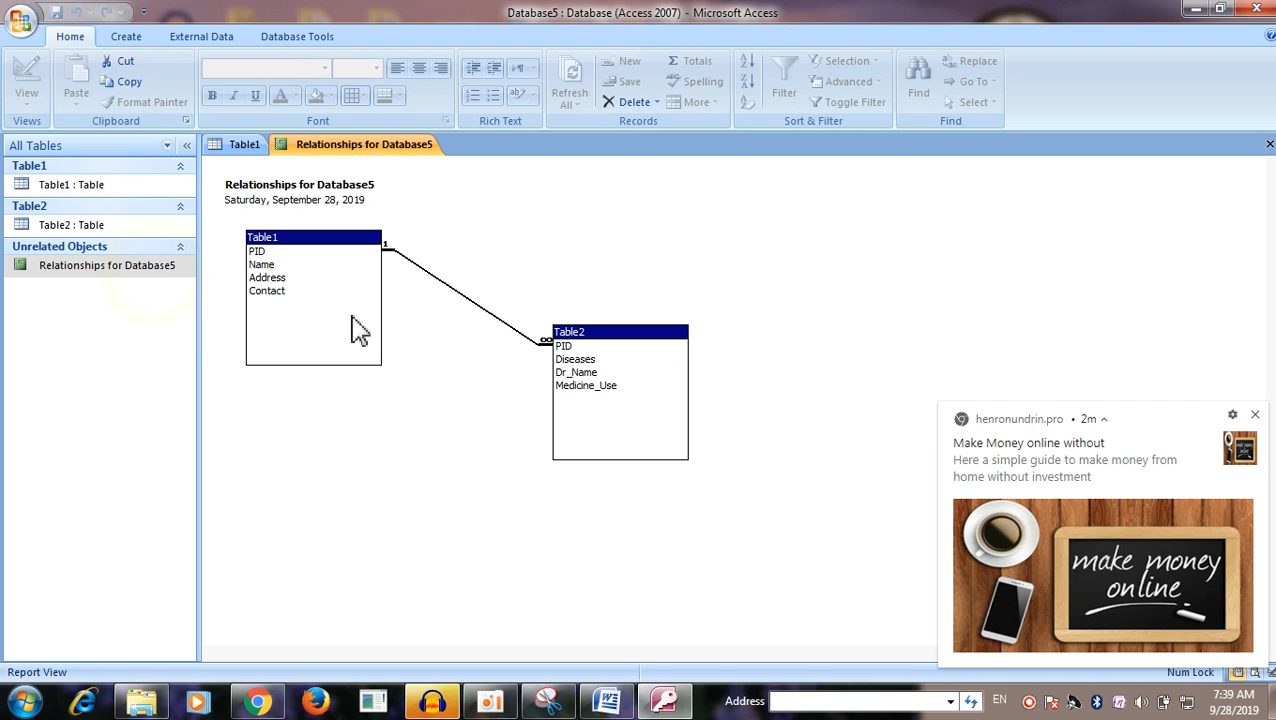 Database5 : Database (Access 2007) - Microsoft Access
Home Create External Data Database Tools
View
Views
Paste
Cut
Copy
Format Painter
Clipboard
B I U A
Font
Rich Text
Refresh All
New
Save
Delete
Σ Totals
Spelling
More
Records
Filter
Selection
Advanced
Toggle Filter
Sort & Filter
Find
Replace
Go To
Select
Find
All Tables
Table1
Table1 : Table
Table2
Table2 : Table
Unrelated Objects
Relationships for Database5
Table1 Relationships for Database5
Relationships for Database5
Saturday, September 28, 2019
Table1
PID
Name
Address
Contact
1
∞
Table2
PID
Diseases
Dr_Name
Medicine_Use
henronundrin.pro • 2m
Make Money online without
Here a simple guide to make money from
home without investment
make money
online
Report View
Num Lock
Address
EN
7:39 AM
9/28/2019